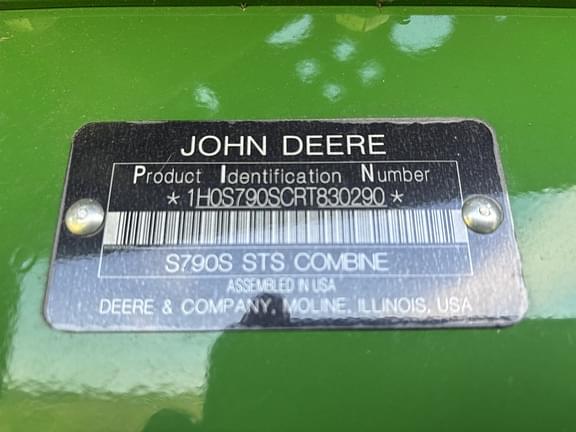 JOHN DEERE
Product Identification Number
*1H0S790SCRT830290*
S790S STS COMBINE
ASSEMBLED IN USA
DEERE & COMPANY, MOLINE, ILLINOIS, USA